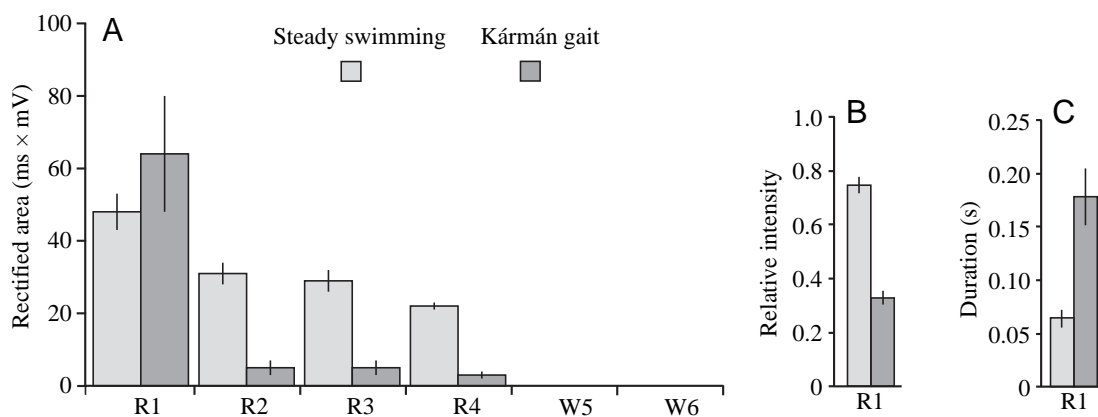 A
Steady swimming
Kármán gait
Rectified area (ms × mV)
100
80
60
40
20
0
R1 R2 R3 R4 W5 W6
B
Relative intensity
1.0
0.8
0.6
0.4
0.2
0
R1
C
Duration (s)
0.25
0.20
0.15
0.10
0.05
0
R1